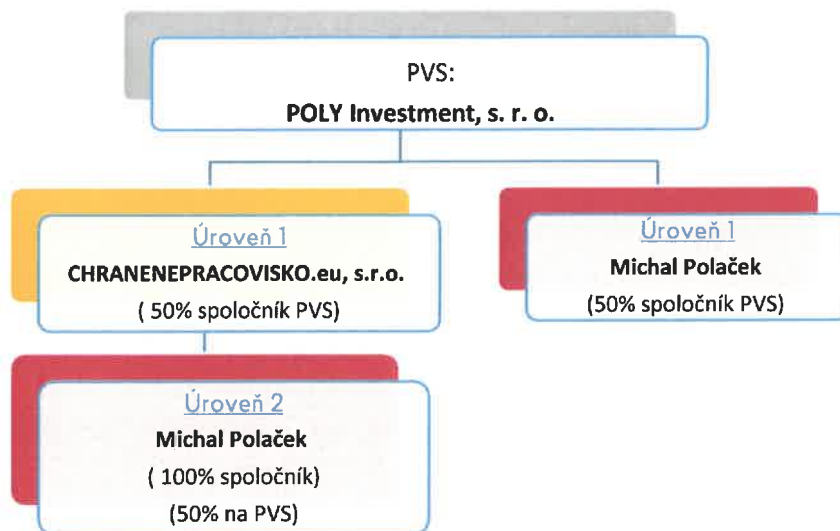 PVS:
POLY Investment, s. r. o.
Úroveň 1
CHRANENEPRACOVISKO.eu, s.r.o.
( 50% spoločník PVS)
Úroveň 1
Michal Polaček
(50% spoločník PVS)
Úroveň 2
Michal Polaček
( 100% spoločník)
(50% na PVS)